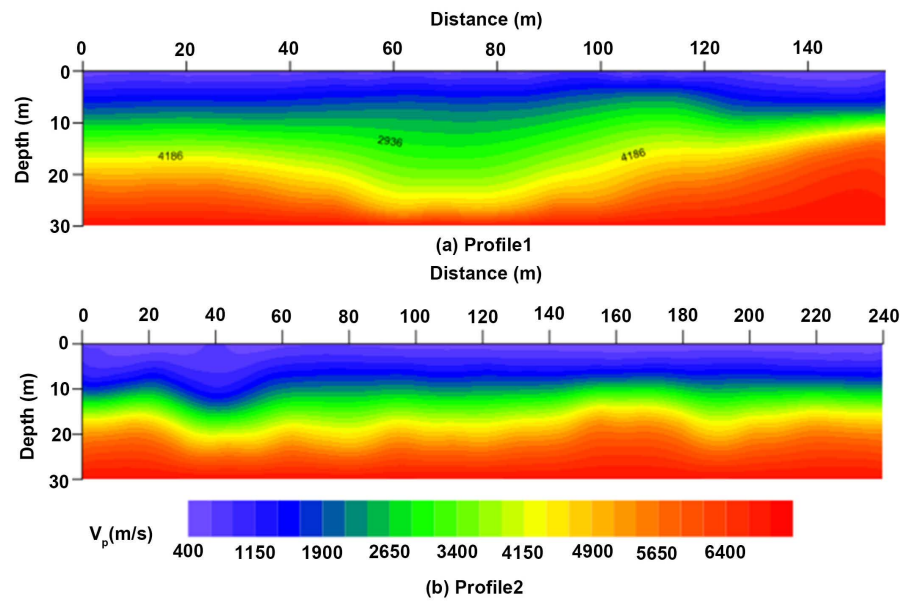 Distance (m)
0 20 40 60 80 100 120 140
Depth (m)
0
10
20
30
4186
2936
4186
(a) Profile1
Distance (m)
0 20 40 60 80 100 120 140 160 180 200 220 240
Depth (m)
0
10
20
30
Vp(m/s)
400 1150 1900 2650 3400 4150 4900 5650 6400
(b) Profile2